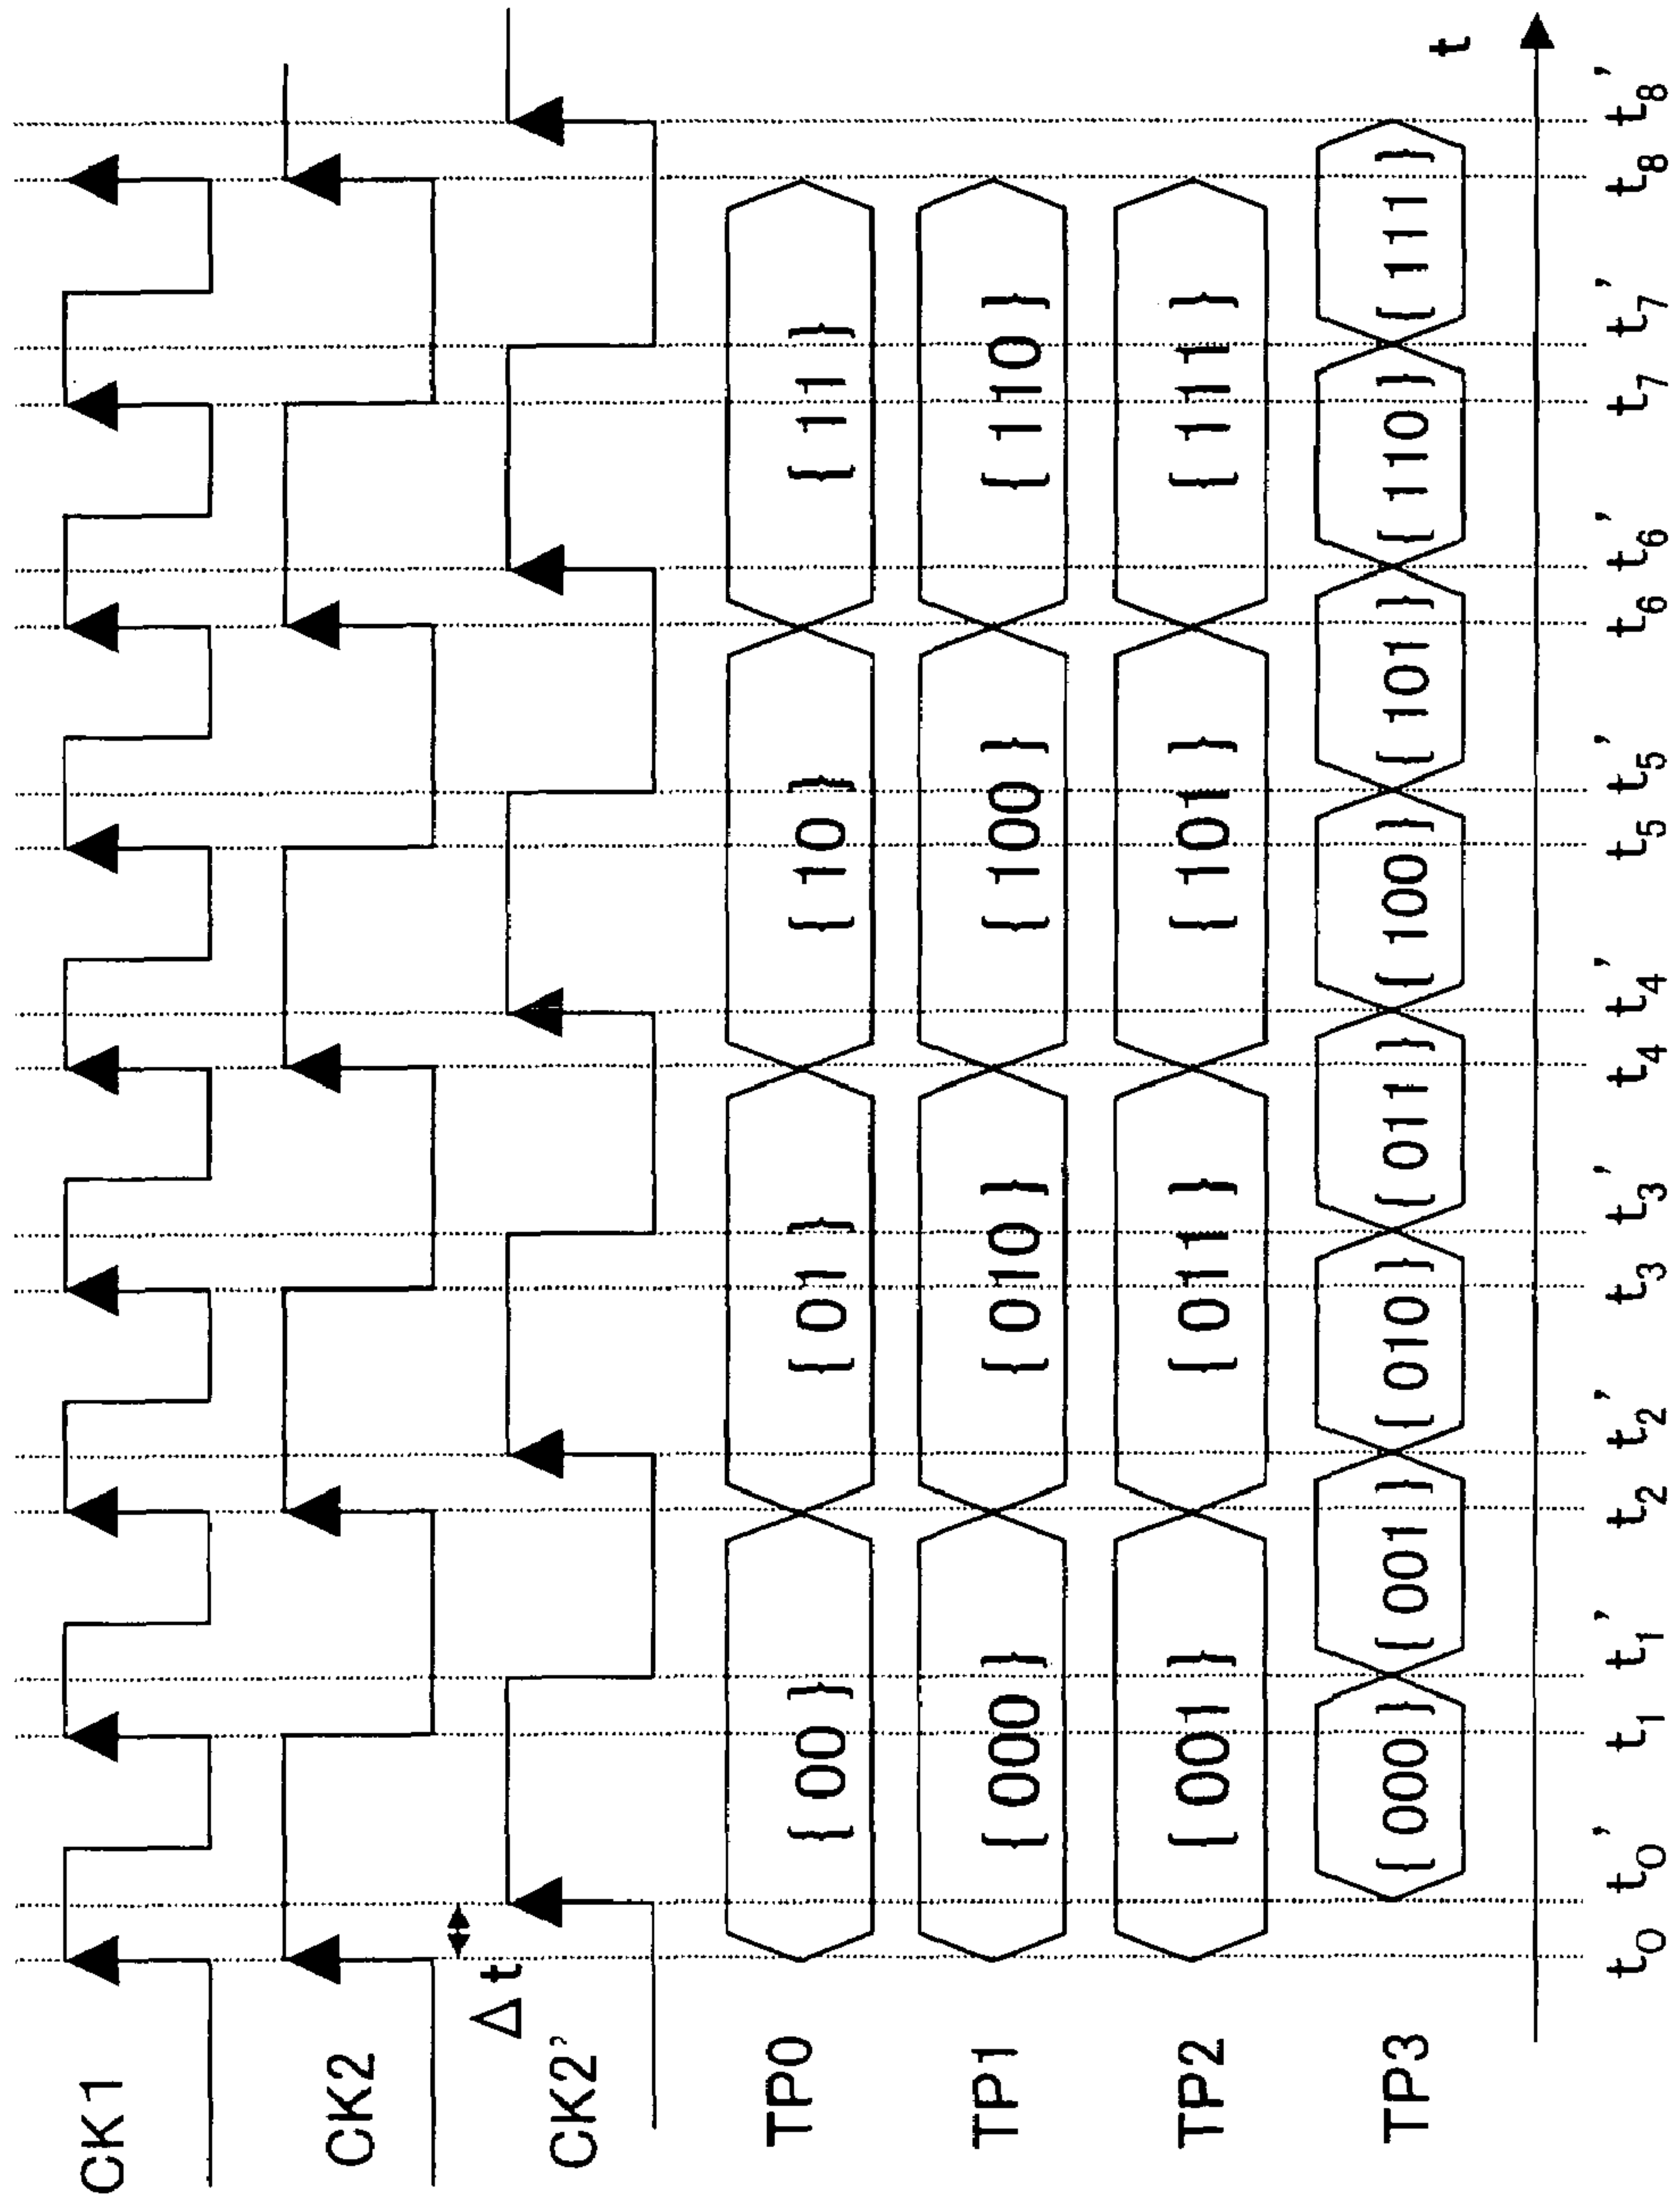 CK1
CK2
Δt
CK2'
TP0 { 00 } { 01 } { 10 } { 11 }
TP1 { 000 } { 010 } { 100 } { 110 }
TP2 { 001 } { 011 } { 101 } { 111 }
TP3 { 000 } { 001 } { 010 } { 011 } { 100 } { 101 } { 110 } { 111 }
t
t0 t0' t1 t1' t2 t2' t3 t3' t4 t4' t5 t5' t6 t6' t7 t7' t8 t8'